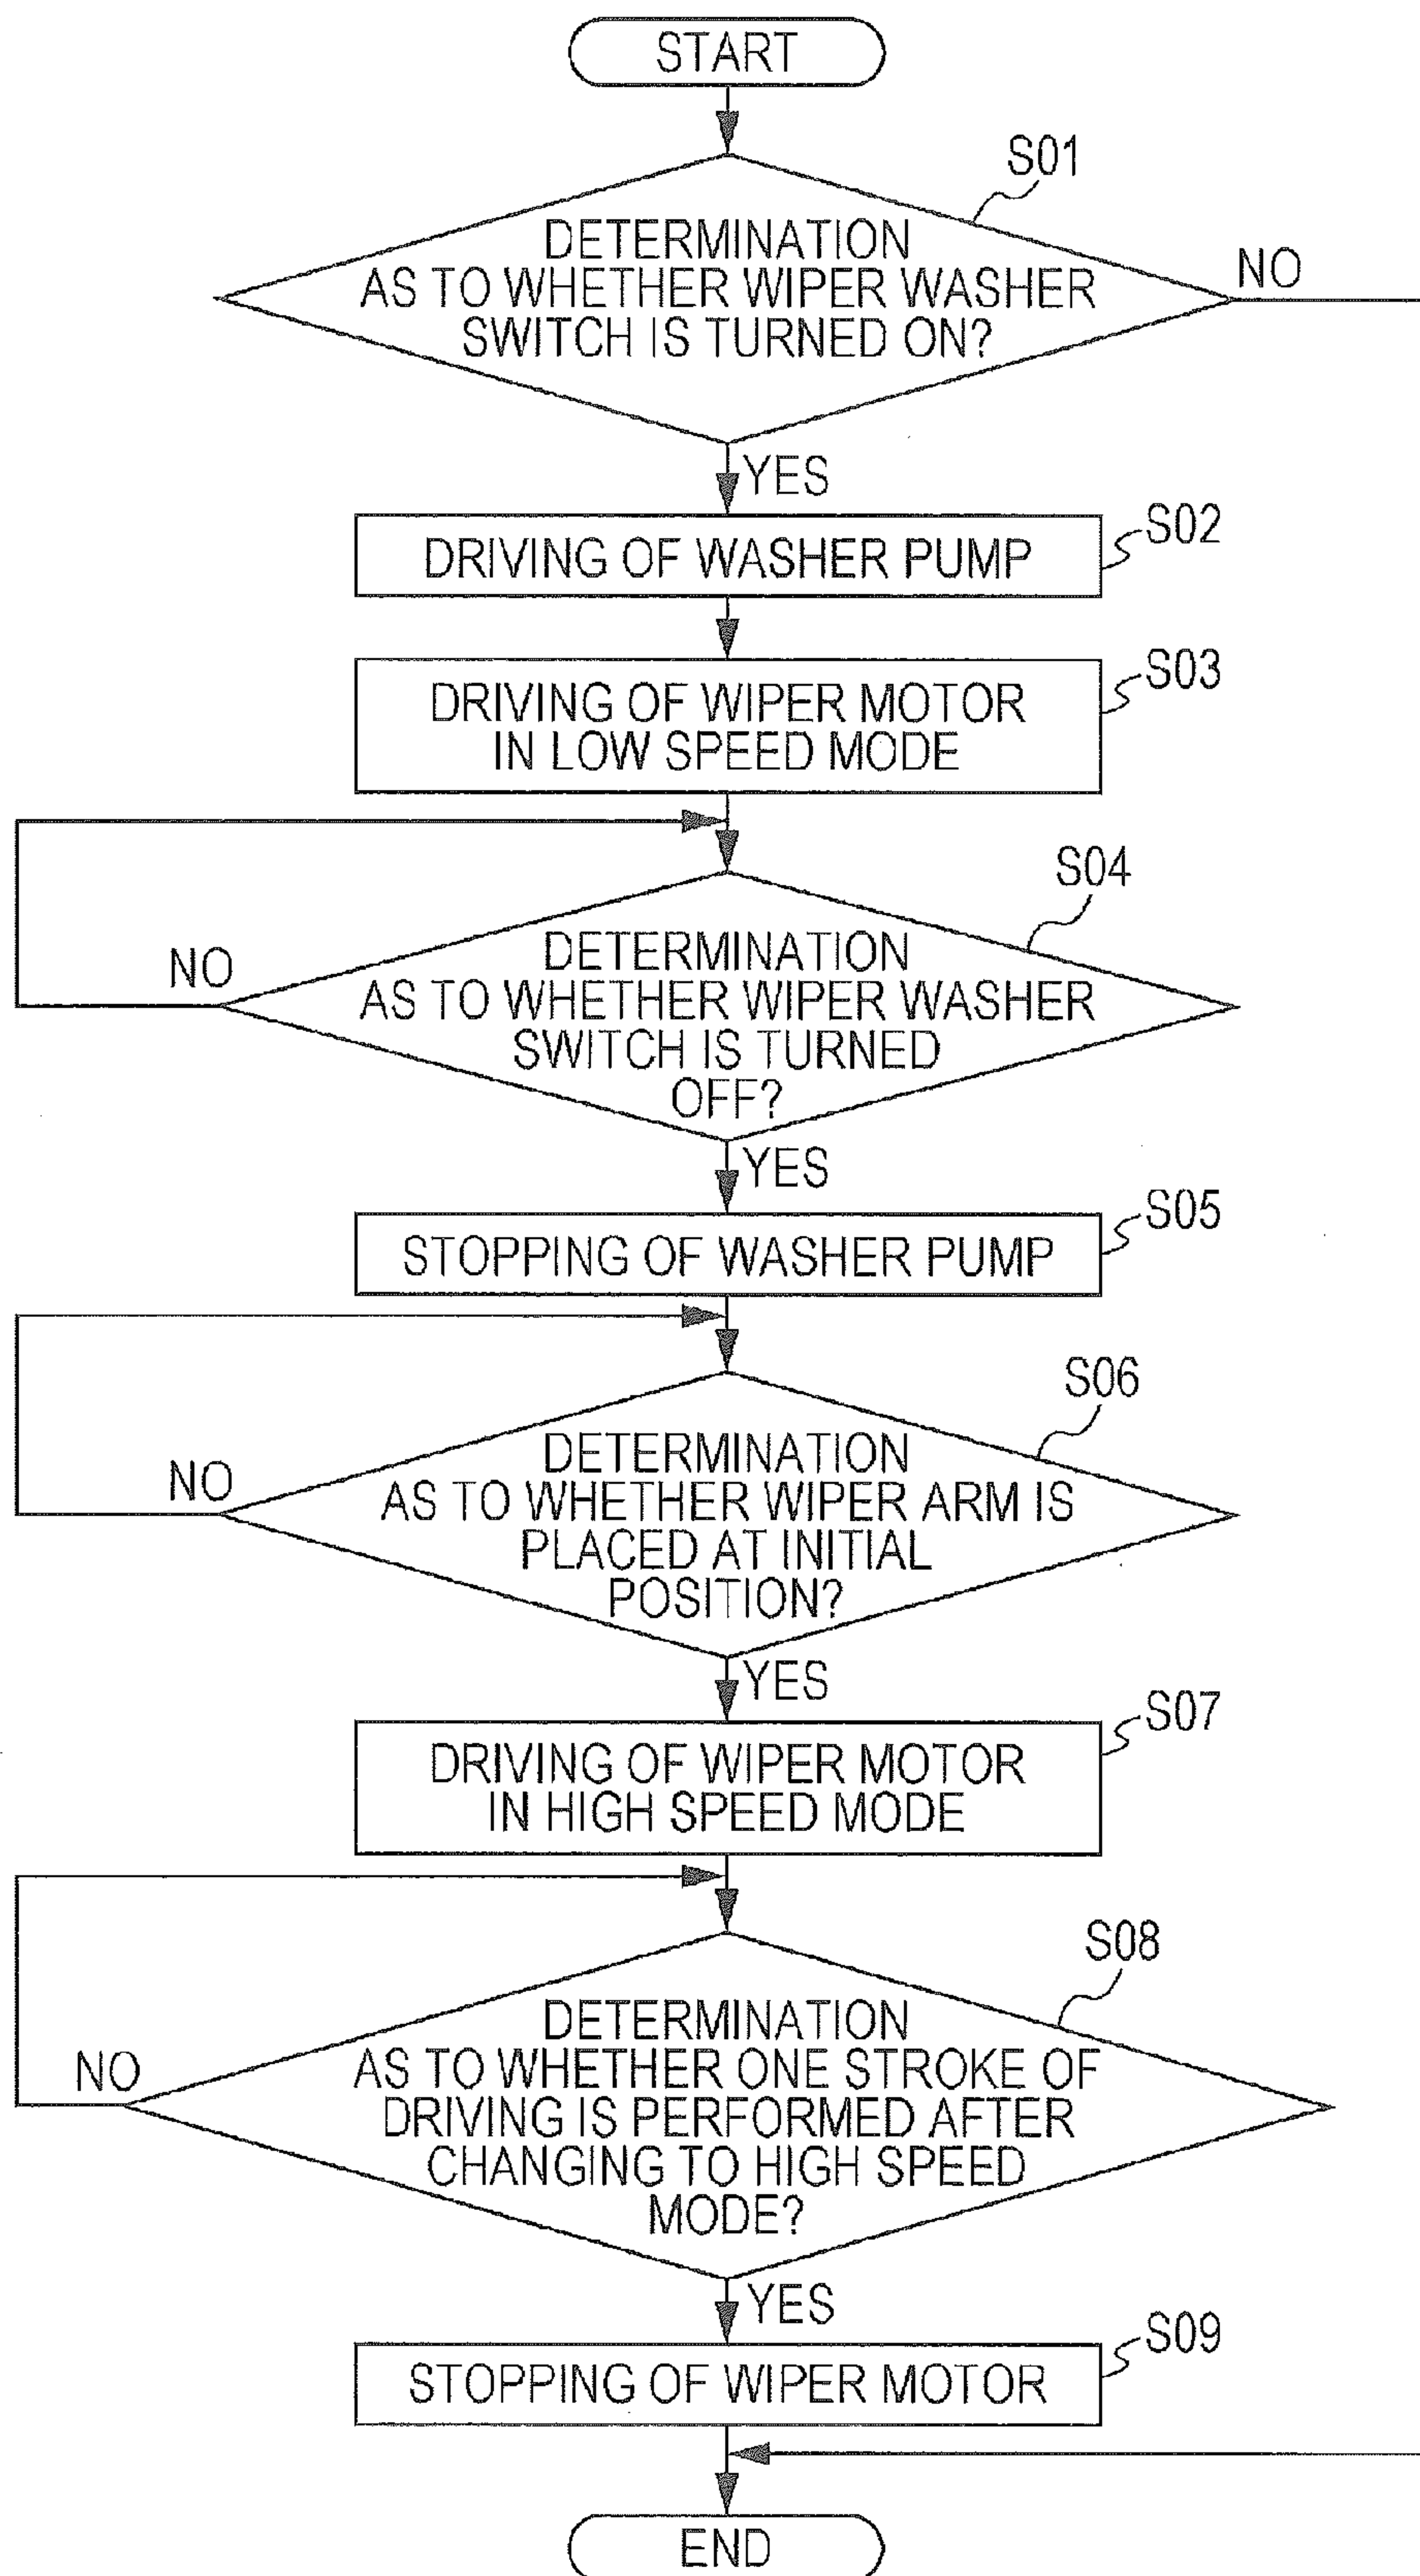 START
S01
DETERMINATION
AS TO WHETHER WIPER WASHER
SWITCH IS TURNED ON?
NO
YES
S02
DRIVING OF WASHER PUMP
S03
DRIVING OF WIPER MOTOR
IN LOW SPEED MODE
S04
DETERMINATION
AS TO WHETHER WIPER WASHER
SWITCH IS TURNED
OFF?
NO
YES
S05
STOPPING OF WASHER PUMP
S06
DETERMINATION
AS TO WHETHER WIPER ARM IS
PLACED AT INITIAL
POSITION?
NO
YES
S07
DRIVING OF WIPER MOTOR
IN HIGH SPEED MODE
S08
DETERMINATION
AS TO WHETHER ONE STROKE OF
DRIVING IS PERFORMED AFTER
CHANGING TO HIGH SPEED
MODE?
NO
YES
S09
STOPPING OF WIPER MOTOR
END